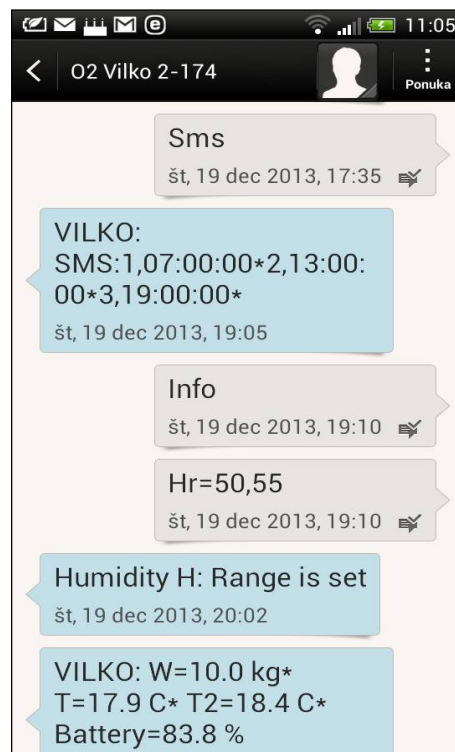 11:05
O2 Vilko 2-174
Ponuka
Sms
št, 19 dec 2013, 17:35
VILKO:
SMS:1,07:00:00*2,13:00:
00*3,19:00:00*
št, 19 dec 2013, 19:05
Info
št, 19 dec 2013, 19:10
Hr=50,55
št, 19 dec 2013, 19:10
Humidity H: Range is set
št, 19 dec 2013, 20:02
VILKO: W=10.0 kg*
T=17.9 C* T2=18.4 C*
Battery=83.8 %